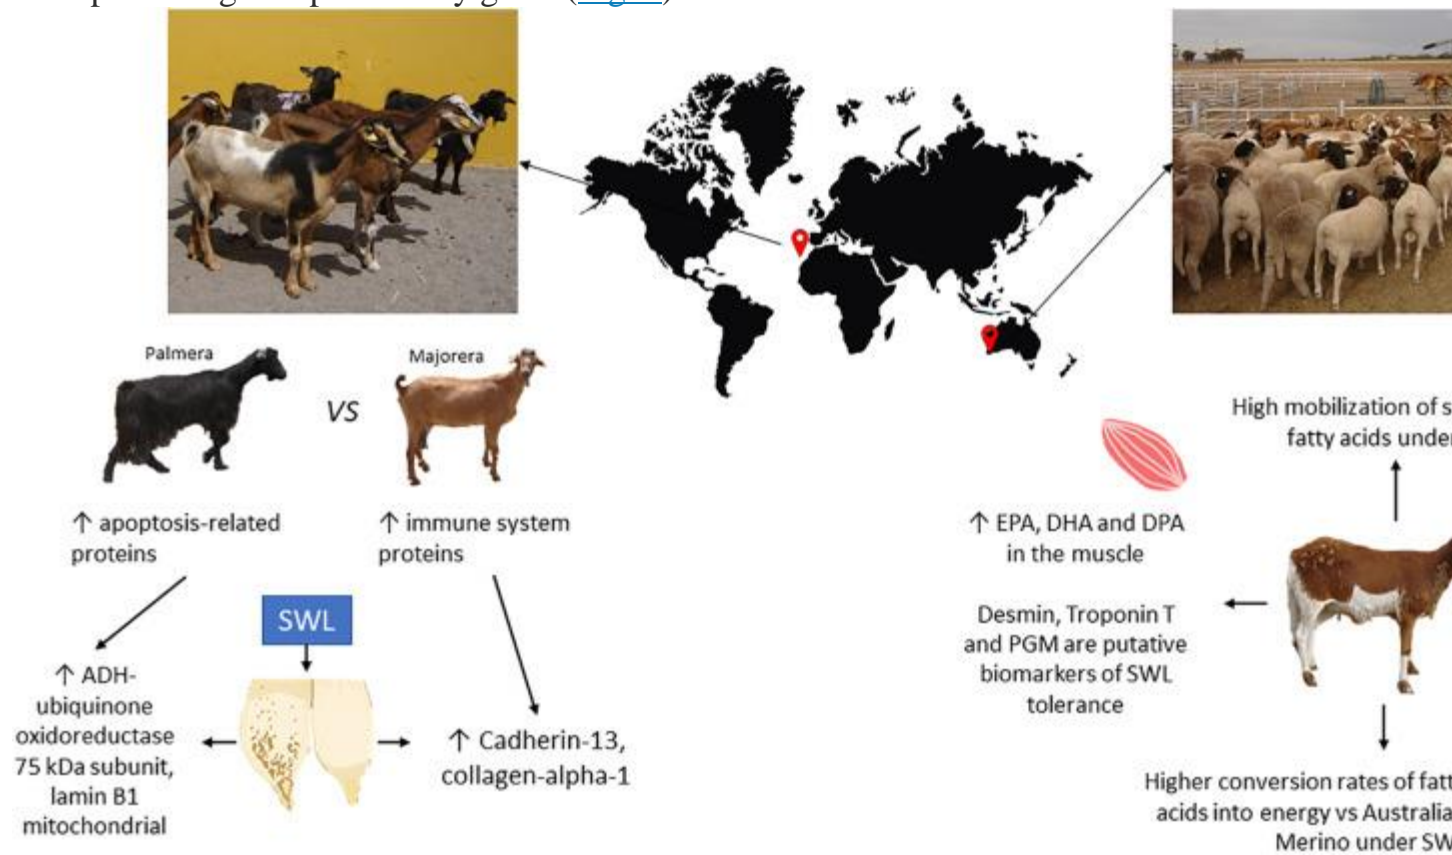 Palmera
Majorera
VS
↑ apoptosis-related
proteins
↑ immune system
proteins
SWL
↑ ADH-
ubiquinone
oxidoreductase
75 kDa subunit,
lamin B1
mitochondrial
↑ Cadherin-13,
collagen-alpha-1
High mobilization of
fatty acids
↑ EPA, DHA and DPA
in the muscle
Desmin, Troponin T
and PGM are putative
biomarkers of SWL
tolerance
Higher conversion rates of
acids into energy vs
Merino under